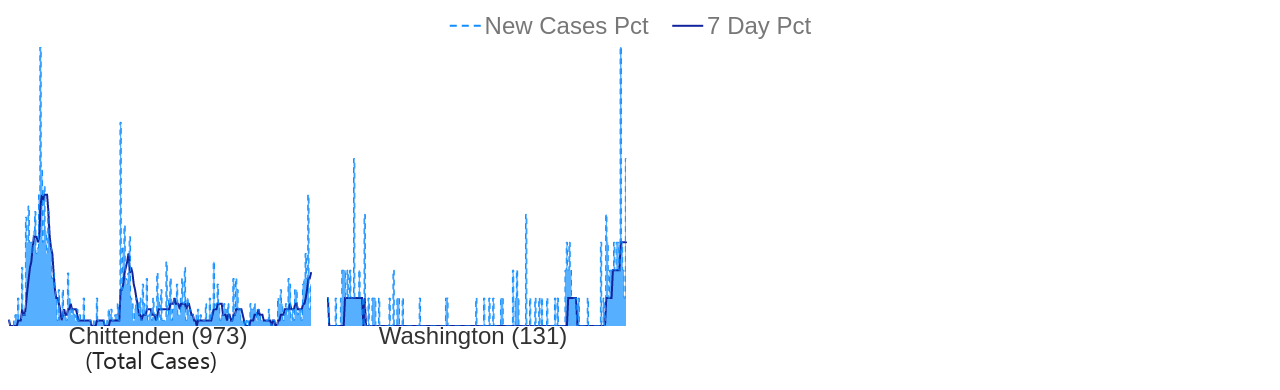 New Cases Pct 7 Day Pct
Chittenden (973) Washington (131)
(Total Cases)